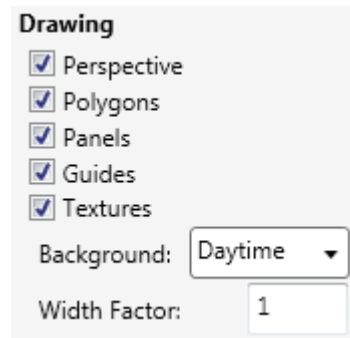 Drawing
Perspective
Polygons
Panels
Guides
Textures
Background: Daytime
Width Factor: 1